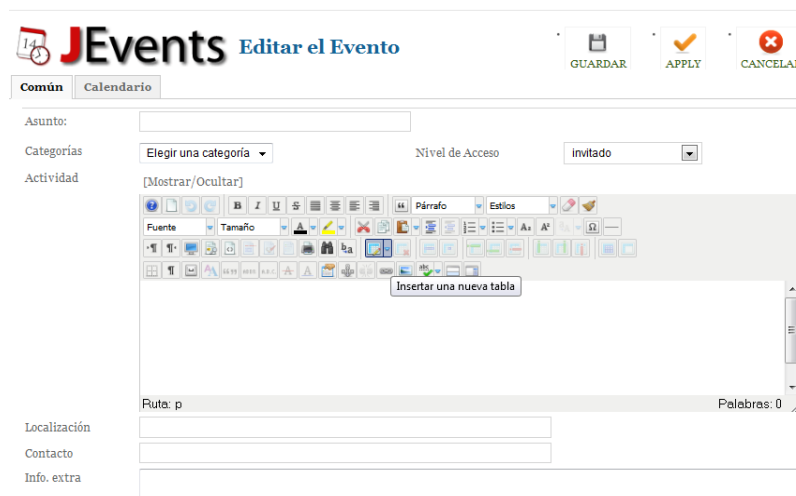 JEvents Editar el Evento
GUARDAR APPLY CANCELA
Común Calendario
Asunto:
Categorías Elegir una categoría Nivel de Acceso invitado
Actividad [Mostrar/Ocultar]
Párrafo Estilos
Fuente Tamaño
Insertar una nueva tabla
Ruta: p Palabras: 0
Localización
Contacto
Info. extra